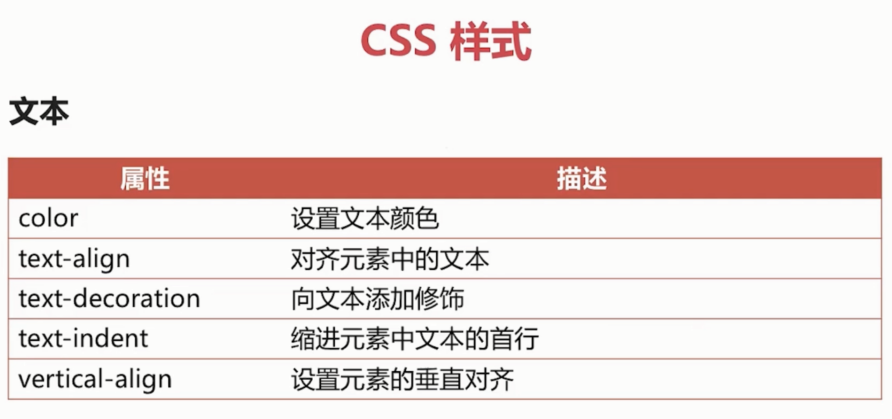 CSS 样式
文本
属性 描述
color 设置文本颜色
text-align 对齐元素中的文本
text-decoration 向文本添加修饰
text-indent 缩进元素中文本的首行
vertical-align 设置元素的垂直对齐